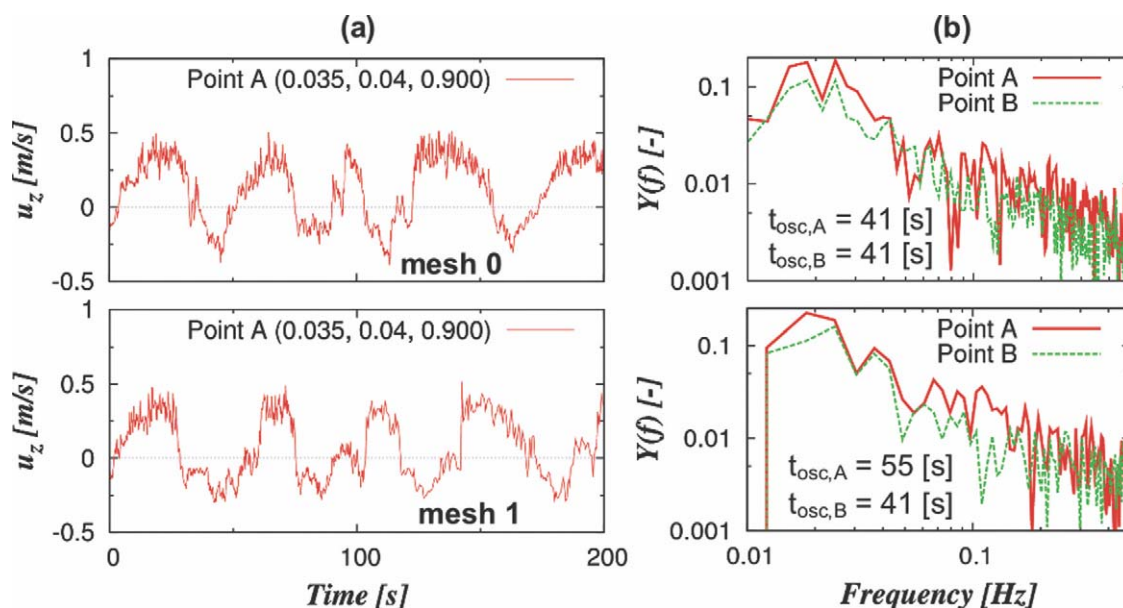 (a)
(b)
1
0.5
0
-0.5
u_z [m/s]
Point A (0.035, 0.04, 0.900)
mesh 0
0.1
0.01
0.001
Y(f) [-]
Point A
Point B
t_osc,A = 41 [s]
t_osc,B = 41 [s]
1
0.5
0
-0.5
u_z [m/s]
Point A (0.035, 0.04, 0.900)
mesh 1
0
100
200
Time [s]
0.1
0.01
0.001
Y(f) [-]
Point A
Point B
t_osc,A = 55 [s]
t_osc,B = 41 [s]
0.01
0.1
Frequency [Hz]